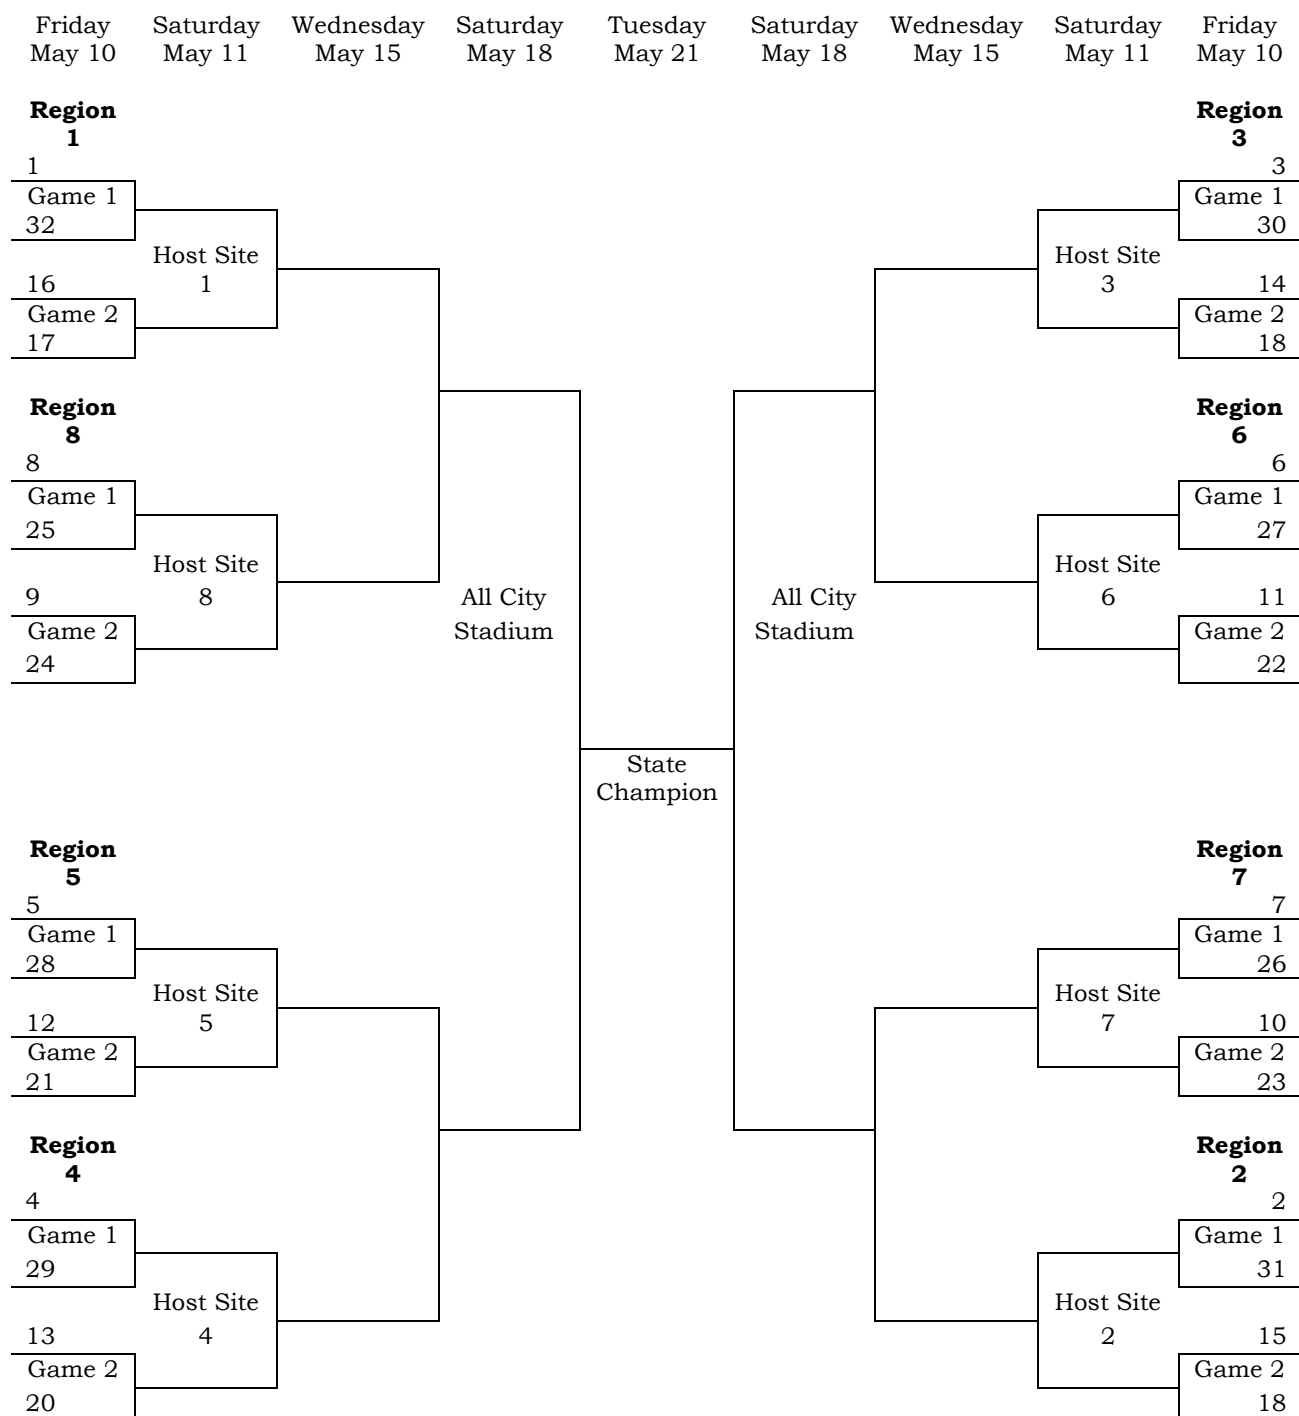 Friday Saturday Wednesday Saturday Tuesday Saturday Wednesday Saturday Friday
May 10 May 11 May 15 May 18 May 21 May 18 May 15 May 11 May 10
Region
1
1
Game 1
32
Host Site
1
16
Game 2
17
Region
8
8
Game 1
25
Host Site
8
9
Game 2
24
All City
Stadium
Region
5
5
Game 1
28
Host Site
5
12
Game 2
21
Region
4
4
Game 1
29
Host Site
4
13
Game 2
20
State
Champion
Region
3
3
Game 1
30
Host Site
3
14
Game 2
18
Region
6
6
Game 1
27
Host Site
6
11
Game 2
22
All City
Stadium
Region
7
7
Game 1
26
Host Site
7
10
Game 2
23
Region
2
2
Game 1
31
Host Site
2
15
Game 2
18